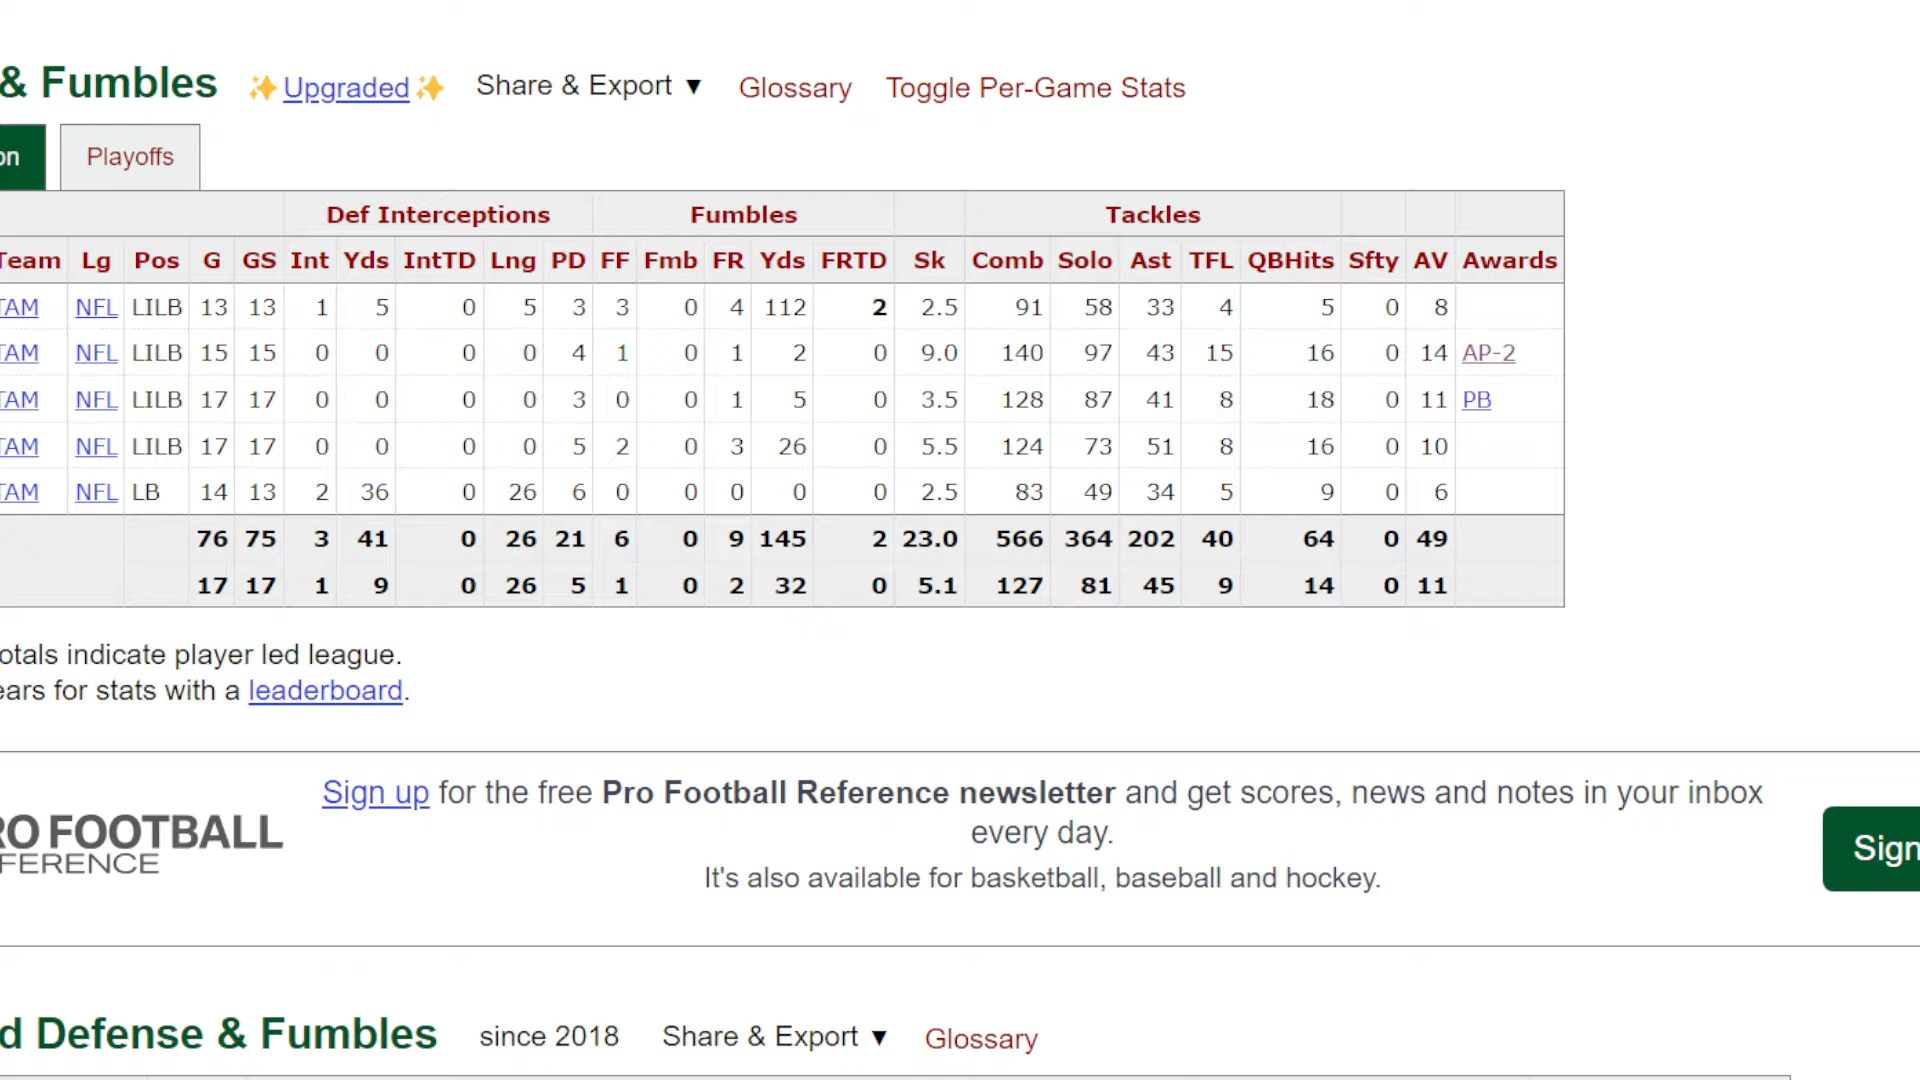 & Fumbles ✨Upgraded✨ Share & Export ▼ Glossary Toggle Per-Game Stats
on Playoffs
Def Interceptions Fumbles Tackles
Team Lg Pos G GS Int Yds IntTD Lng PD FF Fmb FR Yds FRTD Sk Comb Solo Ast TFL QBHits Sfty AV Awards
TAM NFL LILB 13 13 1 5 0 5 3 3 0 4 112 2 2.5 91 58 33 4 5 0 8
TAM NFL LILB 15 15 0 0 0 0 4 1 0 1 2 0 9.0 140 97 43 15 16 0 14 AP-2
TAM NFL LILB 17 17 0 0 0 0 3 0 0 1 5 0 3.5 128 87 41 8 18 0 11 PB
TAM NFL LILB 17 17 0 0 0 0 5 2 0 3 26 0 5.5 124 73 51 8 16 0 10
TAM NFL LB 14 13 2 36 0 26 6 0 0 0 0 0 2.5 83 49 34 5 9 0 6
76 75 3 41 0 26 21 6 0 9 145 2 23.0 566 364 202 40 64 0 49
17 17 1 9 0 26 5 1 0 2 32 0 5.1 127 81 45 9 14 0 11
otals indicate player led league.
ears for stats with a leaderboard.
Sign up for the free Pro Football Reference newsletter and get scores, news and notes in your inbox
every day.
It's also available for basketball, baseball and hockey.
RO FOOTBALL
FERENCE
Sign
d Defense & Fumbles since 2018 Share & Export ▼ Glossary